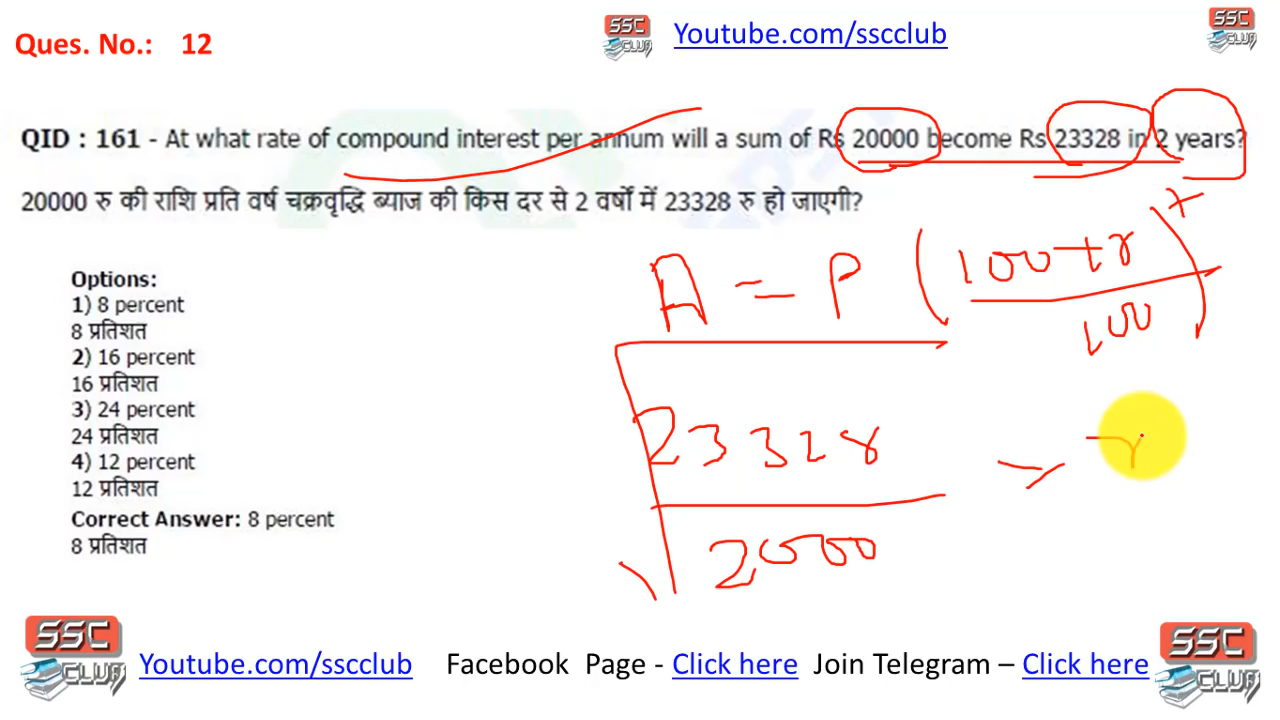 Ques. No.: 12
SSC CLUB
Youtube.com/sscclub
SSC CLUB
QID : 161 - At what rate of compound interest per annum will a sum of Rs 20000 become Rs 23328 in 2 years?
20000 रु की राशि प्रति वर्ष चक्रवृद्धि ब्याज की किस दर से 2 वर्षों में 23328 रु हो जाएगी?
Options:
1) 8 percent
8 प्रतिशत
2) 16 percent
16 प्रतिशत
3) 24 percent
24 प्रतिशत
4) 12 percent
12 प्रतिशत
Correct Answer: 8 percent
8 प्रतिशत
A = P (100+r
100)
23328
20000
SSC CLUB
Youtube.com/sscclub Facebook Page - Click here Join Telegram – Click here
SSC CLUB